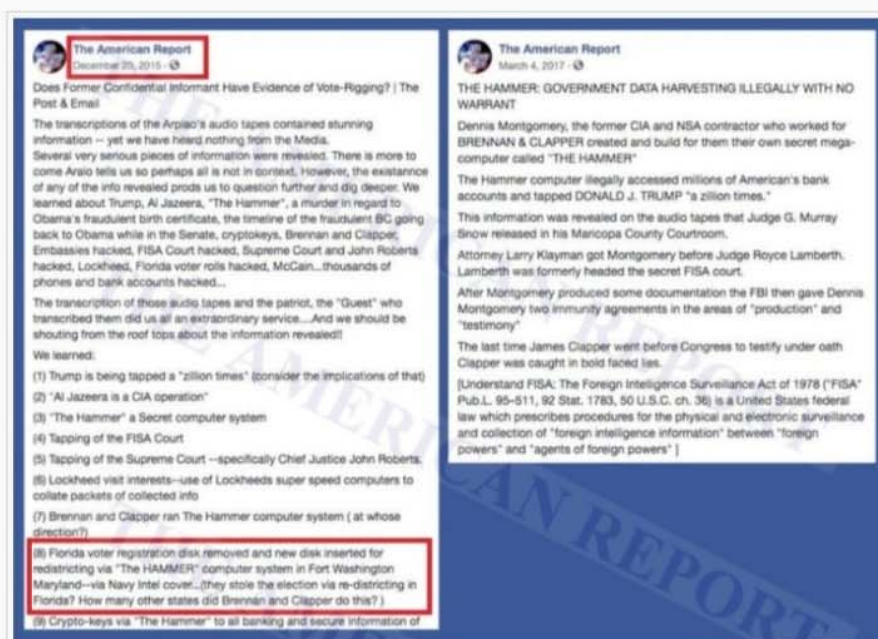 The American Report
December 25, 2015 ·
Does Former Confidential Informant Have Evidence of Vote-Rigging? | The
Post & Email
The transcriptions of the Arpiao's audio tapes contained stunning
information -- yet we have heard nothing from the Media.
Several very serious pieces of information were revealed. There is more to
come Araio tells us so perhaps all is not in context. However, the existannce
of any of the info revealed prods us to question further and dig deeper. We
learned about Trump, Al Jazeera, "The Hammer", a murder in regard to
Obama's fraudulent birth certificate, the timeline of the fraudulent BC going
back to Obama while in the Senate, cryptokeys, Brennan and Clapper,
Embassies hacked, FISA Court hacked, Supreme Court and John Roberts
hacked, Lockheed, Florida voter rolls hacked, McCain...thousands of
phones and bank accounts hacked...
The transcription of those audio tapes and the patriot, the "Guest" who
transcribed them did us all an extraordinary service....And we should be
shouting from the roof tops about the information revealed!!
We learned:
(1) Trump is being tapped a "zillion times" (consider the implications of that)
(2) "Al Jazeera is a CIA operation"
(3) "The Hammer" a Secret computer system
(4) Tapping of the FISA Court
(5) Tapping of the Supreme Court --specifically Chief Justice John Roberts.
(6) Lockheed visit interests--use of Lockheeds super speed computers to
collate packets of collected info
(7) Brennan and Clapper ran The Hammer computer system ( at whose
direction?)
(8) Florida voter registration disk removed and new disk inserted for
redistricting via "The HAMMER" computer system in Fort Washington
Maryland--via Navy Intel cover...(they stole the election via re-districting in
Florida? How many other states did Brennan and Clapper do this? )
(9) Crypto-keys via "The Hammer" to all banking and secure information of
The American Report
March 4, 2017 ·
THE HAMMER: GOVERNMENT DATA HARVESTING ILLEGALLY WITH NO
WARRANT
Dennis Montgomery, the former CIA and NSA contractor who worked for
BRENNAN & CLAPPER created and build for them their own secret mega-
computer called "THE HAMMER"
The Hammer computer illegally accessed millions of American's bank
accounts and tapped DONALD J. TRUMP "a zillion times."
This information was revealed on the audio tapes that Judge G. Murray
Snow released in his Maricopa County Courtroom.
Attorney Larry Klayman got Montgomery before Judge Royce Lamberth.
Lamberth was formerly headed the secret FISA court.
After Montgomery produced some documentation the FBI then gave Dennis
Montgomery two immunity agreements in the areas of "production" and
"testimony"
The last time James Clapper went before Congress to testify under oath
Clapper was caught in bold faced lies.
[Understand FISA: The Foreign Intelligence Surveillance Act of 1978 ("FISA"
Pub.L. 95–511, 92 Stat. 1783, 50 U.S.C. ch. 36) is a United States federal
law which prescribes procedures for the physical and electronic surveillance
and collection of "foreign intelligence information" between "foreign
powers" and "agents of foreign powers" ]
THE AMERICAN REPORT
THE AMERICAN REPORT
THE AMERICAN REPORT